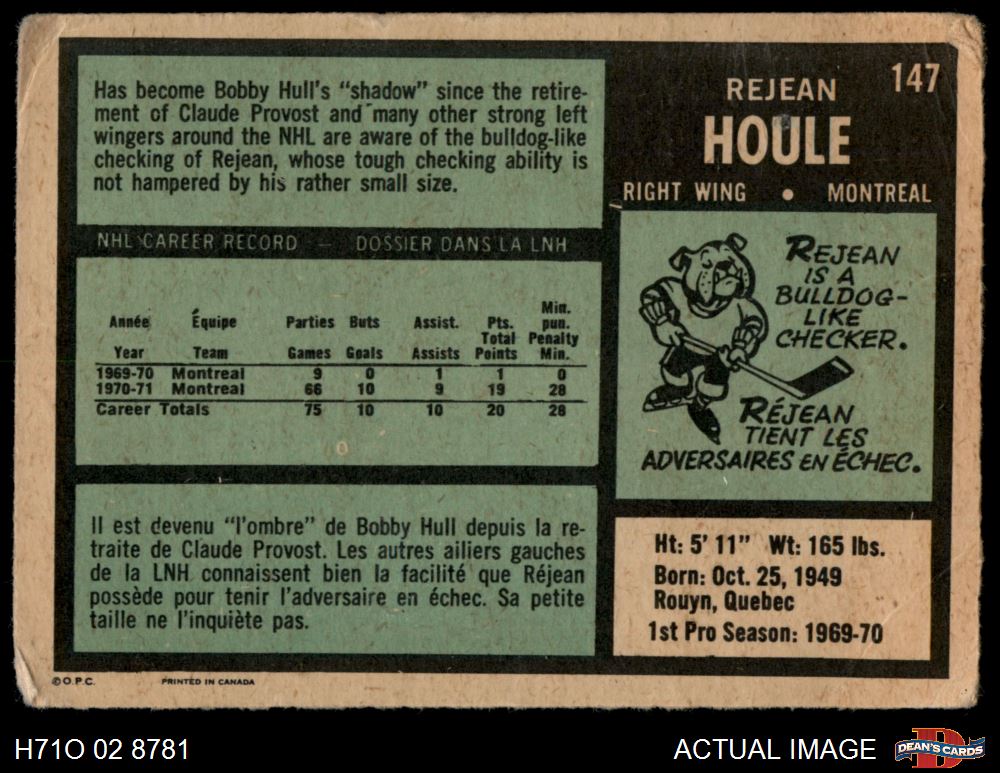 147
REJEAN
HOULE
RIGHT WING • MONTREAL
Has become Bobby Hull's "shadow" since the retire-
ment of Claude Provost and many other strong left
wingers around the NHL are aware of the bulldog-like
checking of Rejean, whose tough checking ability is
not hampered by his rather small size.
NHL CAREER RECORD — DOSSIER DANS LA LNH
Année Équipe Parties Buts Assist. Pts. Min. pun.
Year Team Games Goals Assists Total Points Penalty Min.
1969-70 Montreal 9 0 1 1 0
1970-71 Montreal 66 10 9 19 28
Career Totals 75 10 10 20 28
Il est devenu "l'ombre" de Bobby Hull depuis la re-
traite de Claude Provost. Les autres ailiers gauches
de la LNH connaissent bien la facilité que Réjean
possède pour tenir l'adversaire en échec. Sa petite
taille ne l'inquiète pas.
REJEAN
IS A
BULLDOG-
LIKE
CHECKER.
RÉJEAN
TIENT LES
ADVERSAIRES EN ÉCHEC.
Ht: 5' 11" Wt: 165 lbs.
Born: Oct. 25, 1949
Rouyn, Quebec
1st Pro Season: 1969-70
©O.P.C. PRINTED IN CANADA
H71O 02 8781
ACTUAL IMAGE
D
DEAN'S CARDS